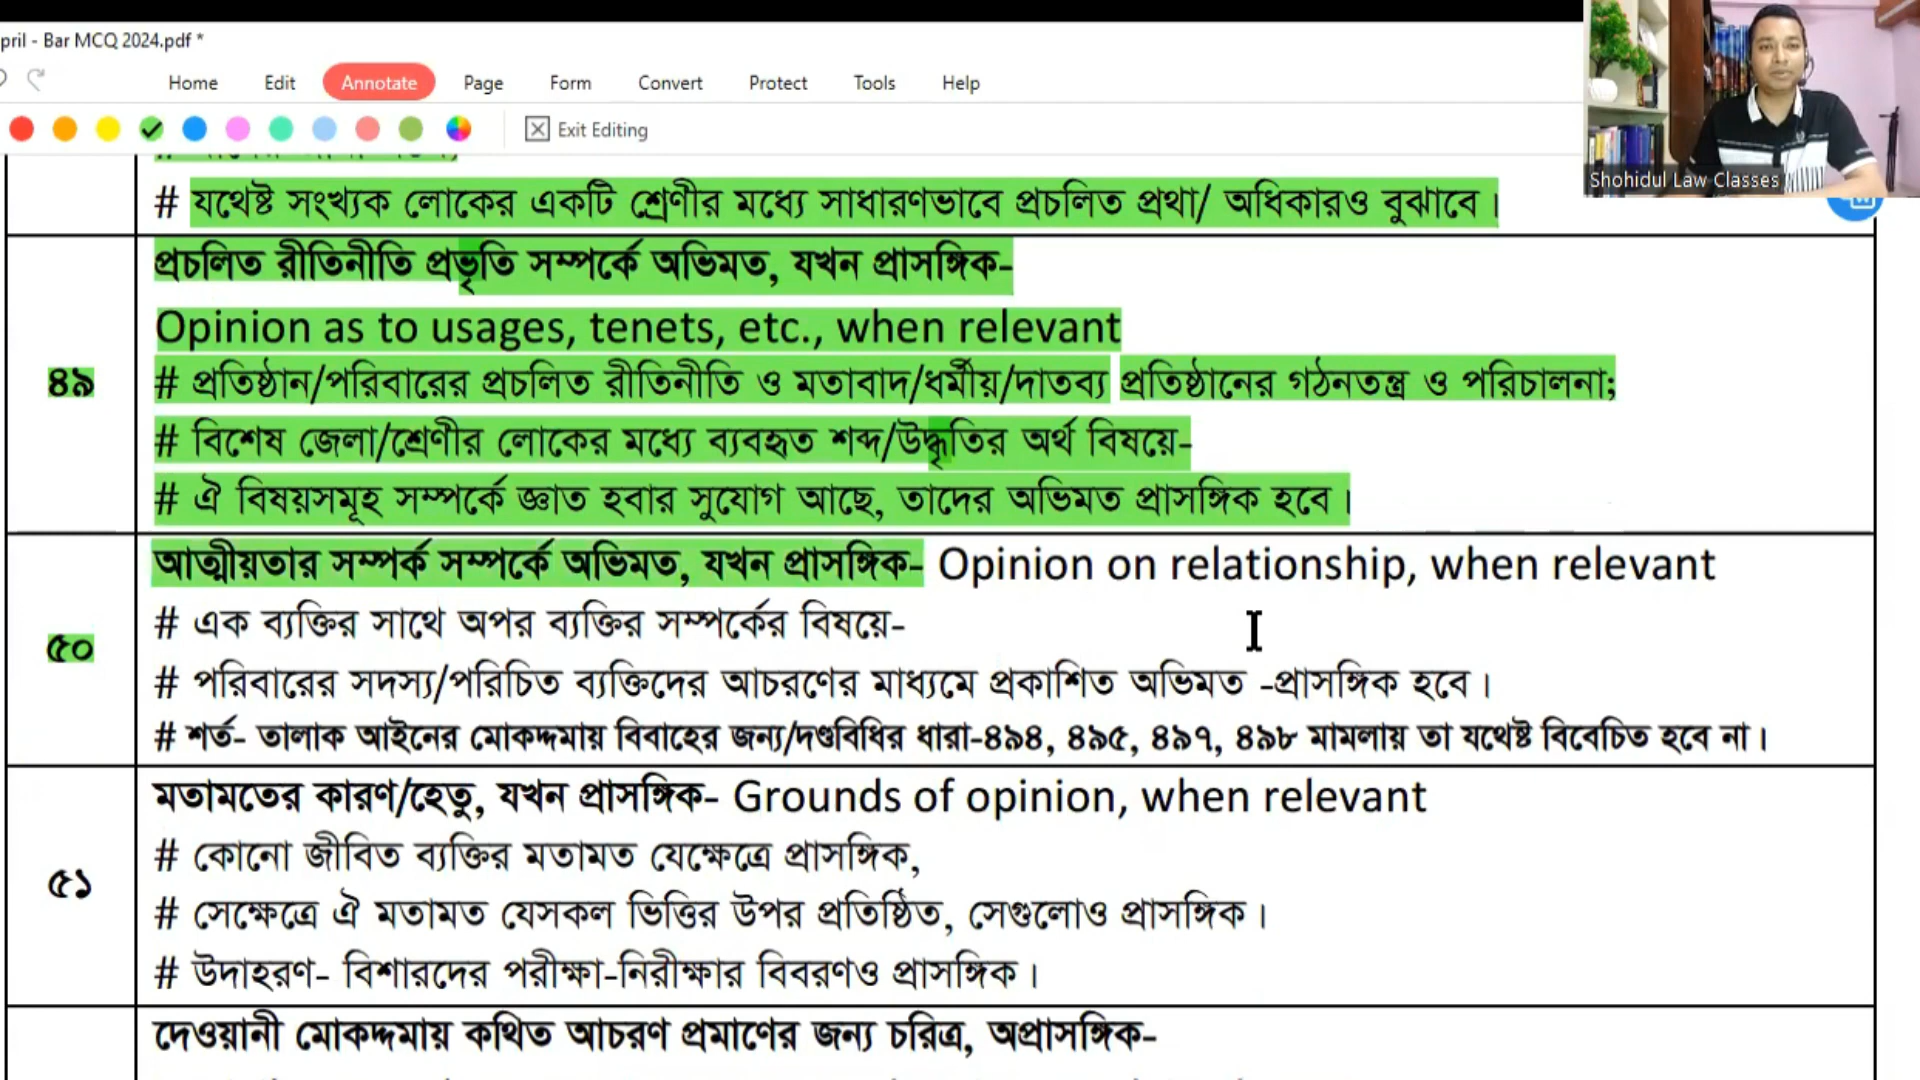 pril - Bar MCQ 2024.pdf *
Home Edit Annotate Page Form Convert Protect Tools Help
Exit Editing
Shohidul Law Classes
# যথেষ্ট সংখ্যক লোকের একটি শ্রেণীর মধ্যে সাধারণভাবে প্রচলিত প্রথা/ অধিকারও বুঝাবে।
প্রচলিত রীতিনীতি প্রভৃতি সম্পর্কে অভিমত, যখন প্রাসঙ্গিক-
Opinion as to usages, tenets, etc., when relevant
৪৯
# প্রতিষ্ঠান/পরিবারের প্রচলিত রীতিনীতি ও মতাবাদ/ধর্মীয়/দাতব্য প্রতিষ্ঠানের গঠনতন্ত্র ও পরিচালনা;
# বিশেষ জেলা/শ্রেণীর লোকের মধ্যে ব্যবহৃত শব্দ/উদ্ধৃতির অর্থ বিষয়ে-
# ঐ বিষয়সমূহ সম্পর্কে জ্ঞাত হবার সুযোগ আছে, তাদের অভিমত প্রাসঙ্গিক হবে।
আত্মীয়তার সম্পর্ক সম্পর্কে অভিমত, যখন প্রাসঙ্গিক- Opinion on relationship, when relevant
# এক ব্যক্তির সাথে অপর ব্যক্তির সম্পর্কের বিষয়ে-
৫০
# পরিবারের সদস্য/পরিচিত ব্যক্তিদের আচরণের মাধ্যমে প্রকাশিত অভিমত -প্রাসঙ্গিক হবে।
# শর্ত- তালাক আইনের মোকদ্দমায় বিবাহের জন্য/দণ্ডবিধির ধারা-৪৯৪, ৪৯৫, ৪৯৭, ৪৯৮ মামলায় তা যথেষ্ট বিবেচিত হবে না।
মতামতের কারণ/হেতু, যখন প্রাসঙ্গিক- Grounds of opinion, when relevant
# কোনো জীবিত ব্যক্তির মতামত যেক্ষেত্রে প্রাসঙ্গিক,
৫১
# সেক্ষেত্রে ঐ মতামত যেসকল ভিত্তির উপর প্রতিষ্ঠিত, সেগুলোও প্রাসঙ্গিক।
# উদাহরণ- বিশারদের পরীক্ষা-নিরীক্ষার বিবরণও প্রাসঙ্গিক।
দেওয়ানী মোকদ্দমায় কথিত আচরণ প্রমাণের জন্য চরিত্র, অপ্রাসঙ্গিক-